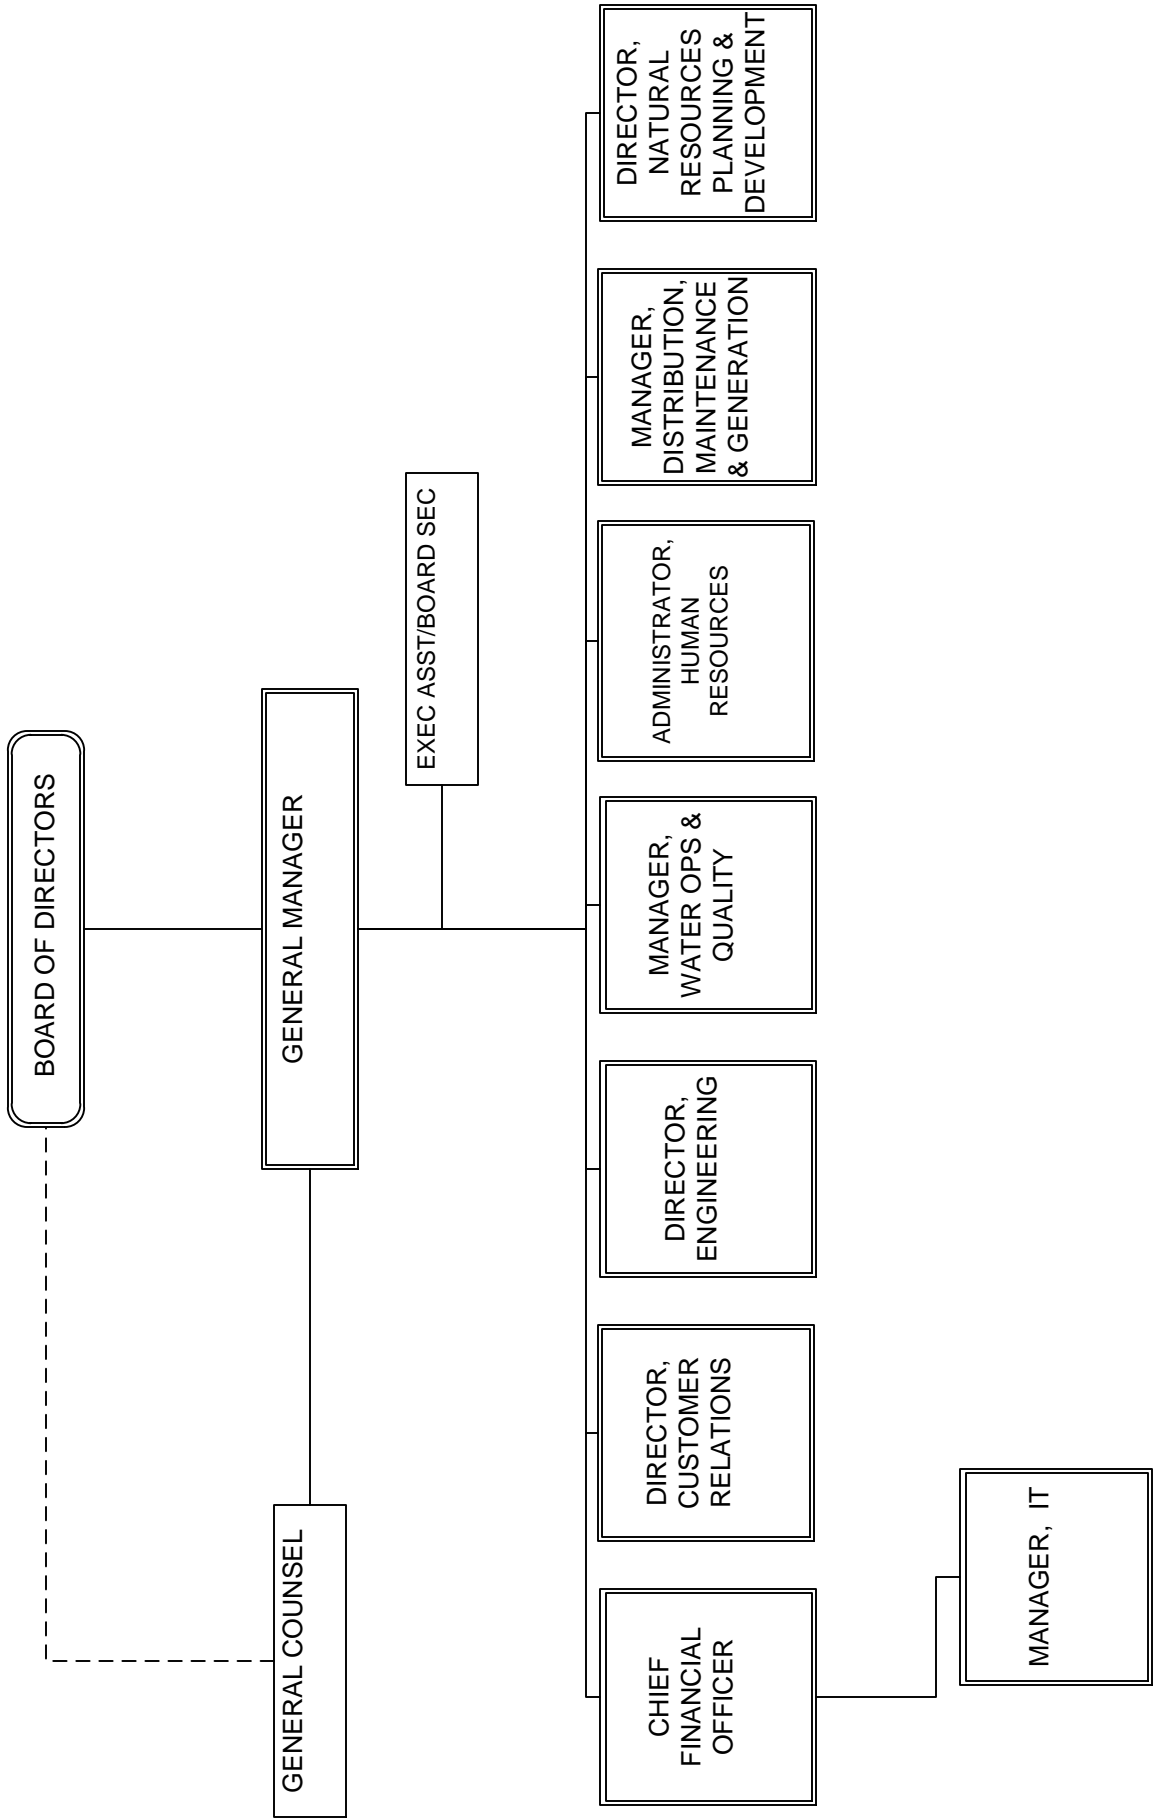 BOARD OF DIRECTORS
GENERAL COUNSEL
GENERAL MANAGER
EXEC ASST/BOARD SEC
CHIEF
FINANCIAL
OFFICER
DIRECTOR,
CUSTOMER
RELATIONS
DIRECTOR,
ENGINEERING
MANAGER,
WATER OPS &
QUALITY
ADMINISTRATOR,
HUMAN
RESOURCES
MANAGER,
DISTRIBUTION,
MAINTENANCE
& GENERATION
DIRECTOR,
NATURAL
RESOURCES
PLANNING &
DEVELOPMENT
MANAGER, IT